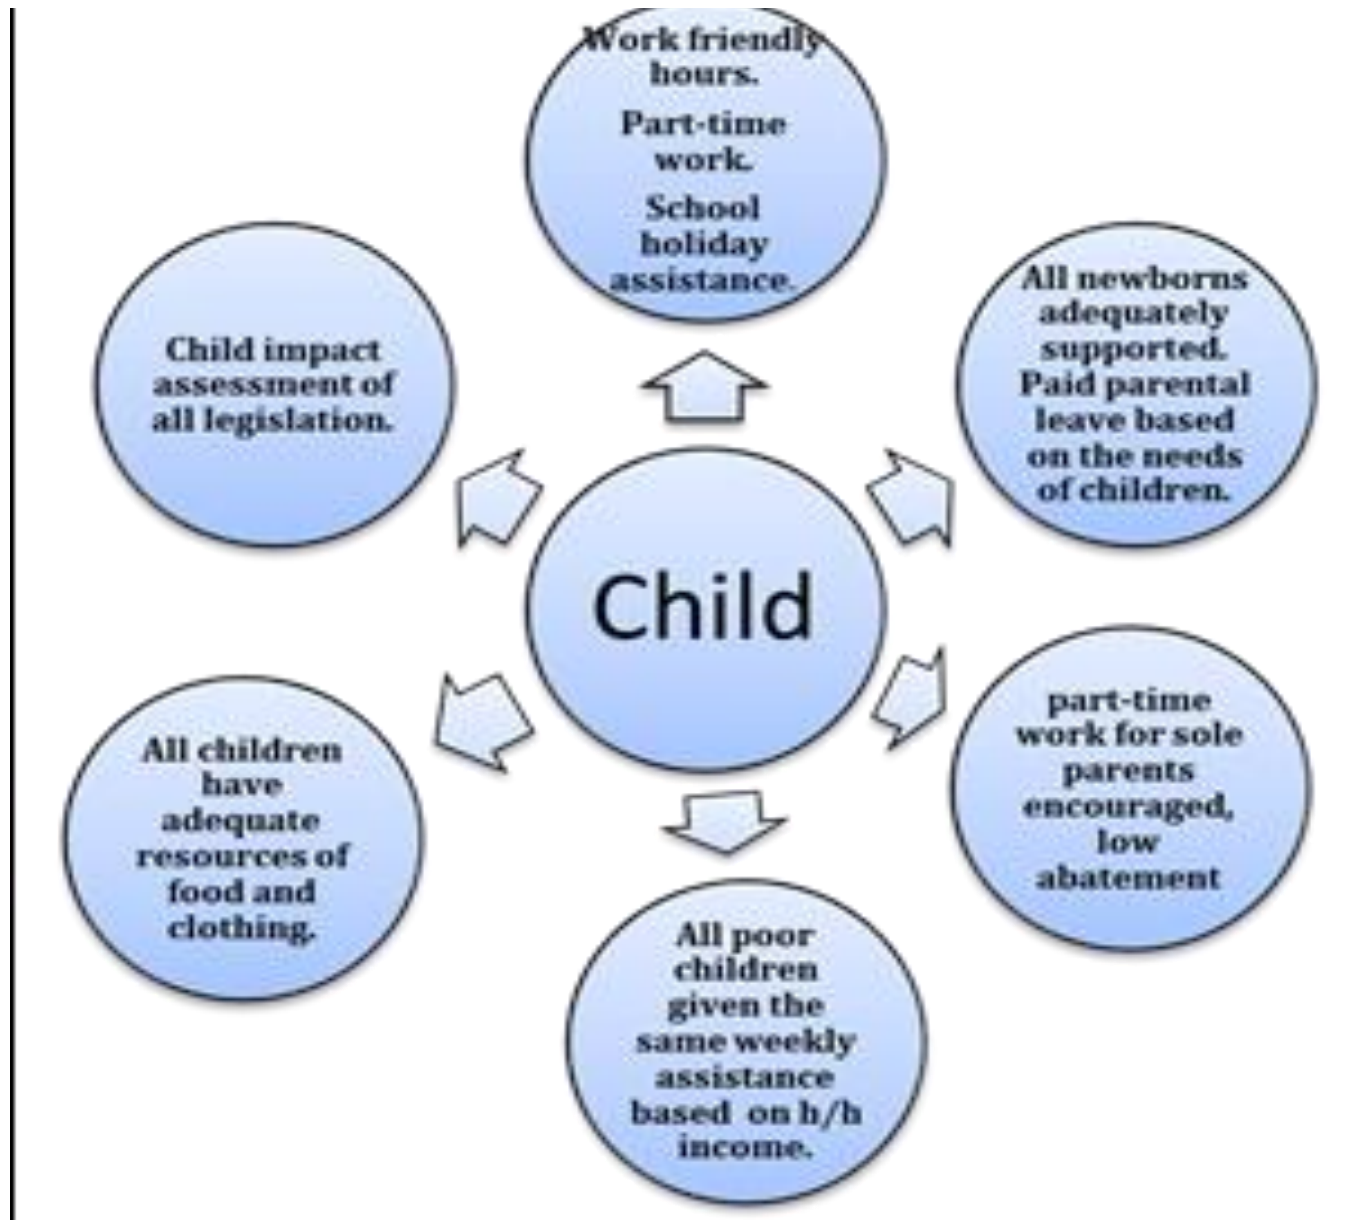 Work friendly
hours.
Part-time
work.
School
holiday
assistance.
All newborns
adequately
supported.
Paid parental
leave based
on the needs
of children.
Child impact
assessment of
all legislation.
Child
part-time
work for sole
parents
encouraged,
low
abatement
All children
have
adequate
resources of
food and
clothing.
All poor
children
given the
same weekly
assistance
based on h/h
income.